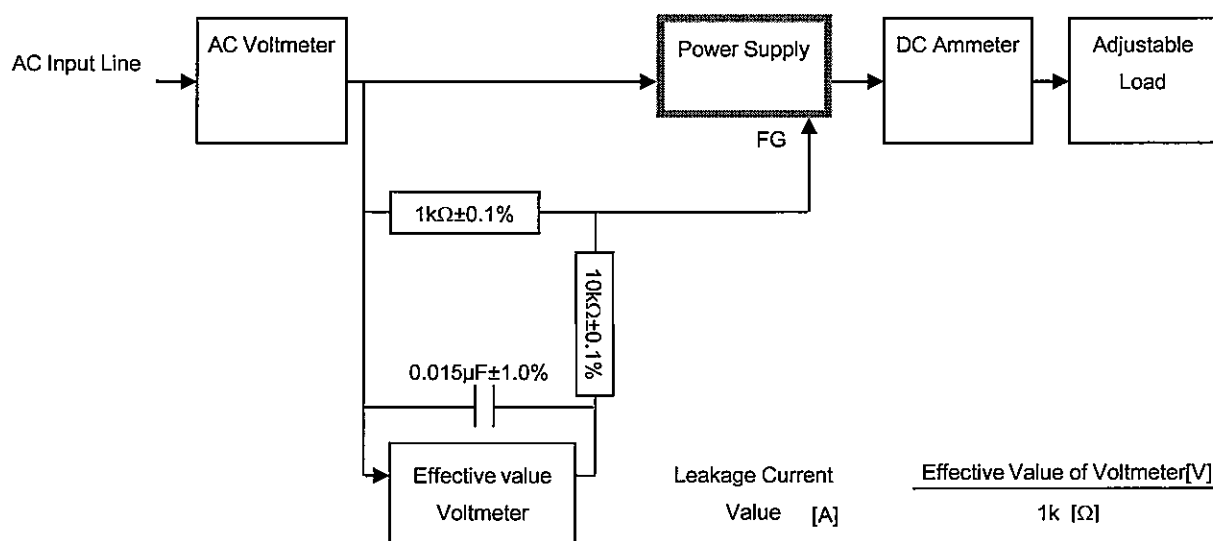 AC Input Line
AC Voltmeter
Power Supply
DC Ammeter
Adjustable
Load
FG
1kΩ±0.1%
10kΩ±0.1%
0.015µF±1.0%
Effective value
Voltmeter
Leakage Current
Value [A]
Effective Value of Voltmeter[V]
1k [Ω]